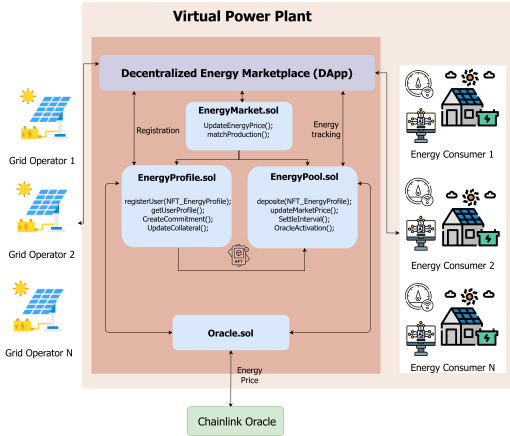 Virtual Power Plant
Decentralized Energy Marketplace (DApp)
EnergyMarket.sol
UpdateEnergyPrice();
matchProduction();
Registration
Energy
tracking
EnergyProfile.sol
registerUser(NFT_EnergyProfile);
getUserProfile();
CreateCommitment();
UpdateCollateral();
EnergyPool.sol
deposite(NFT_EnergyProfile);
updateMarketPrice();
SettleInterval();
OracleActivation();
NFT
Oracle.sol
Energy
Price
Chainlink Oracle
Grid Operator 1
Grid Operator 2
Grid Operator N
Energy Consumer 1
Energy Consumer 2
Energy Consumer N